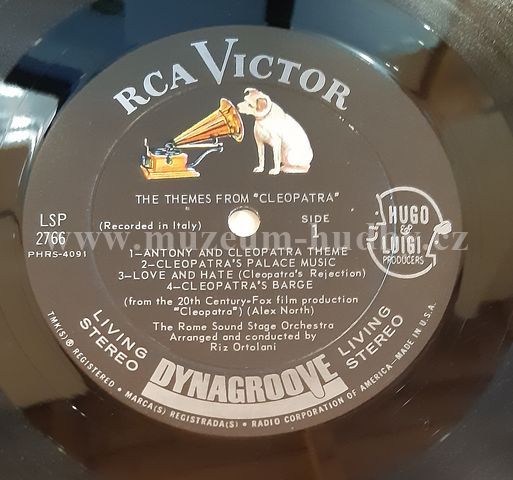 RCA VICTOR
THE THEMES FROM "CLEOPATRA"
LSP
2766
PHRS-4091
(Recorded in Italy)
SIDE
1
HUGO
&
LUIGI
PRODUCERS
www.muzeum-hudby.cz
1-ANTONY AND CLEOPATRA THEME
2-CLEOPATRA'S PALACE MUSIC
3-LOVE AND HATE (Cleopatra's Rejection)
4-CLEOPATRA'S BARGE
(from the 20th Century-Fox film production
"Cleopatra") (Alex North)
The Rome Sound Stage Orchestra
Arranged and conducted by
Riz Ortolani
LIVING
STEREO
LIVING
STEREO
DYNAGROOVE
TMK(S) ® REGISTERED • MARCA(S) REGISTRADA(S) • RADIO CORPORATION OF AMERICA-MADE IN U.S.A.